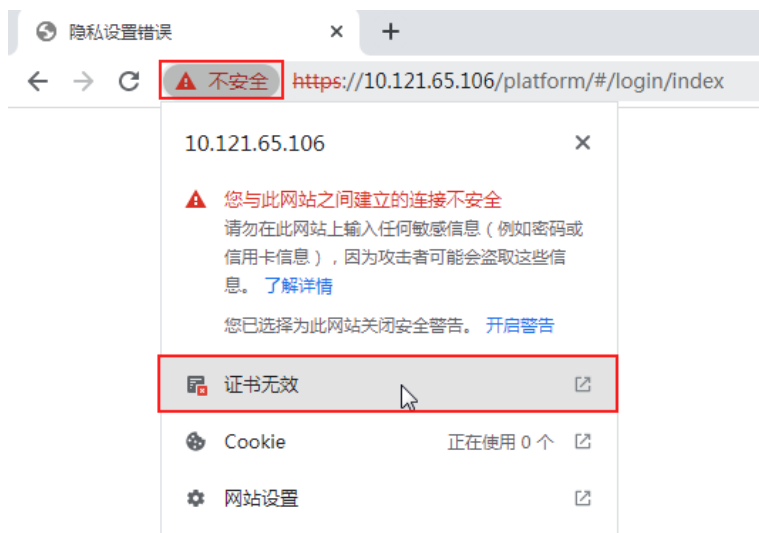 隐私设置错误
不安全 https://10.121.65.106/platform/#/login/index
10.121.65.106
您与此网站之间建立的连接不安全
请勿在此网站上输入任何敏感信息（例如密码或
信用卡信息），因为攻击者可能会盗取这些信
息。 了解详情
您已选择为此网站关闭安全警告。 开启警告
证书无效
Cookie 正在使用 0 个
网站设置